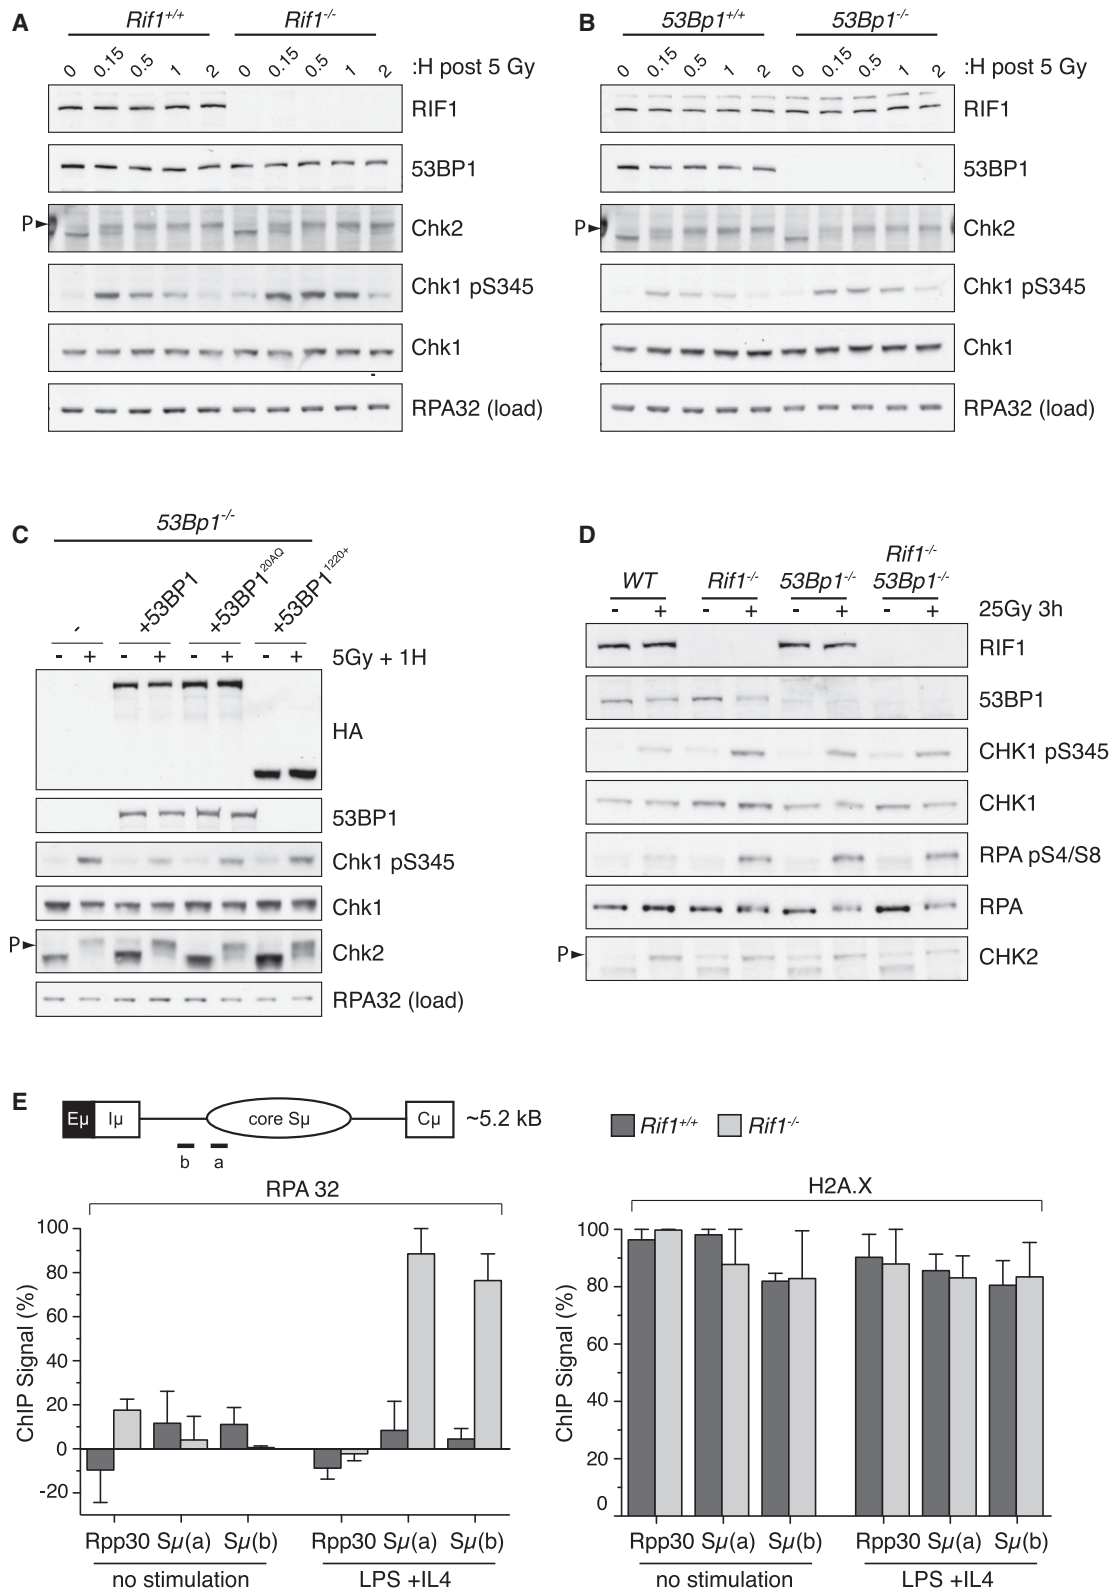 A
Rif1+/+
Rif1-/-
0 0.15 0.5 1 2 0 0.15 0.5 1 2 :H post 5 Gy
RIF1
53BP1
P Chk2
Chk1 pS345
Chk1
RPA32 (load)
B
53Bp1+/+
53Bp1-/-
0 0.15 0.5 1 2 0 0.15 0.5 1 2 :H post 5 Gy
RIF1
53BP1
P Chk2
Chk1 pS345
Chk1
RPA32 (load)
C
53Bp1-/-
- +53BP1 +53BP1 20AQ +53BP1 1220+
- + - + - + - + 5Gy + 1H
HA
53BP1
Chk1 pS345
Chk1
P Chk2
RPA32 (load)
D
WT Rif1-/- 53Bp1-/- Rif1-/- 53Bp1-/-
- + - + - + - + 25Gy 3h
RIF1
53BP1
CHK1 pS345
CHK1
RPA pS4/S8
RPA
P CHK2
E
Eμ Iμ core Sμ Cμ ~5.2 kB
b a
Rif1+/+ Rif1-/-
RPA 32
ChIP Signal (%)
100
80
60
40
20
0
-20
Rpp30 Sμ(a) Sμ(b) Rpp30 Sμ(a) Sμ(b)
no stimulation LPS +IL4
H2A.X
ChIP Signal (%)
100
80
60
40
20
0
Rpp30 Sμ(a) Sμ(b) Rpp30 Sμ(a) Sμ(b)
no stimulation LPS +IL4